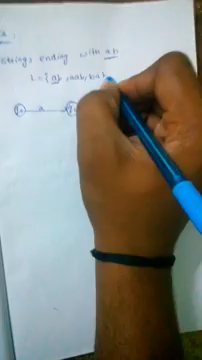 strings ending with ab
L = { ab, aab, bab
a